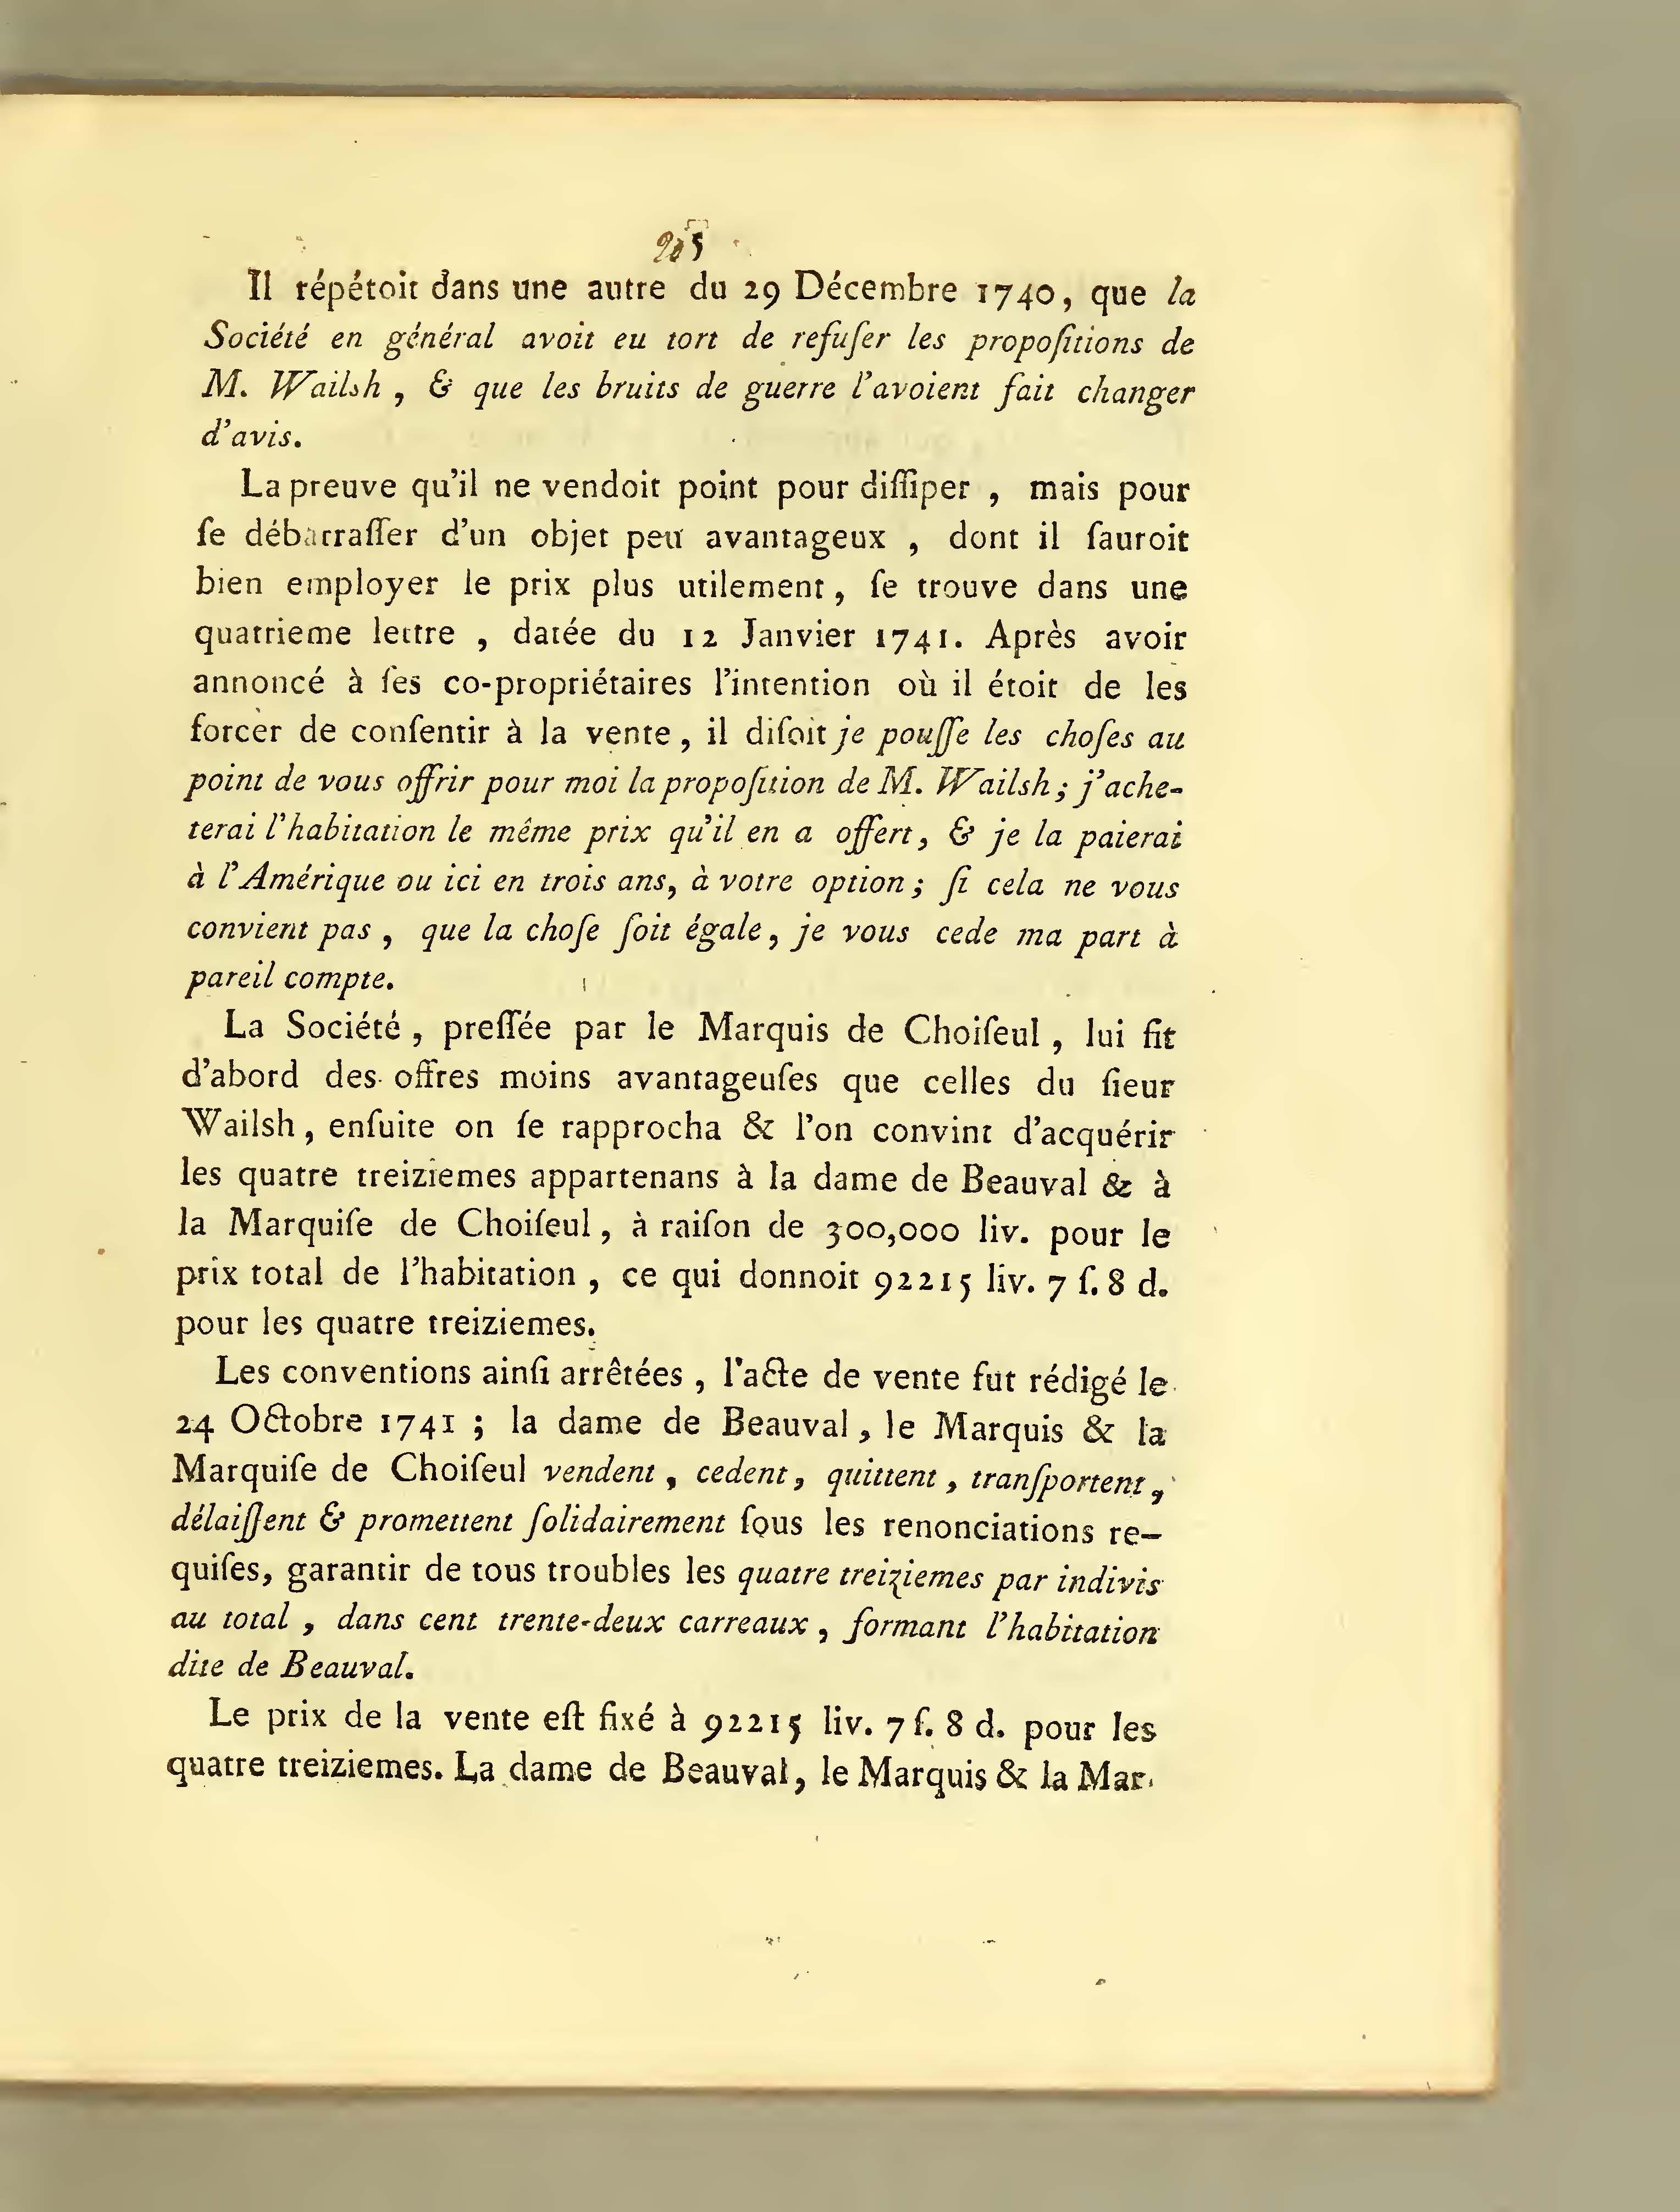 Il répétoit dans une autre du 29 Décembre 1740, que la
Société en général avoit eu tort de refuſer les propoſitions de
M. Wailsh, & que les bruits de guerre l'avoient fait changer
d'avis.
La preuve qu'il ne vendoit point pour diſſiper, mais pour
ſe débarraſſer d'un objet peu avantageux, dont il ſauroit
bien employer le prix plus utilement, ſe trouve dans une
quatrieme lettre, datée du 12 Janvier 1741. Après avoir
annoncé à ſes co-propriétaires l'intention où il étoit de les
forcer de conſentir à la vente, il diſoit je pouſſe les choſes au
point de vous offrir pour moi la propoſition de M. Wailsh; j'ache-
terai l'habitation le même prix qu'il en a offert, & je la paierai
à l'Amérique ou ici en trois ans, à votre option; ſi cela ne vous
convient pas, que la choſe ſoit égale, je vous cede ma part à
pareil compte.
La Société, preſſée par le Marquis de Choiſeul, lui fit
d'abord des offres moins avantageuſes que celles du ſieur
Wailsh, enſuite on ſe rapprocha & l'on convint d'acquérir
les quatre treiziemes appartenans à la dame de Beauval & à
la Marquiſe de Choiſeul, à raiſon de 300,000 liv. pour le
prix total de l'habitation, ce qui donnoit 92215 liv. 7 ſ. 8 d.
pour les quatre treiziemes.
Les conventions ainſi arrêtées, l'acte de vente fut rédigé le
24 Octobre 1741; la dame de Beauval, le Marquis & la
Marquiſe de Choiſeul vendent, cedent, quittent, tranſportent,
délaiſſent & promettent ſolidairement ſous les renonciations re-
quiſes, garantir de tous troubles les quatre treiziemes par indivis
au total, dans cent trente-deux carreaux, formant l'habitation
dite de Beauval.
Le prix de la vente eſt fixé à 92215 liv. 7 ſ. 8 d. pour les
quatre treiziemes. La dame de Beauval, le Marquis & la Mar-